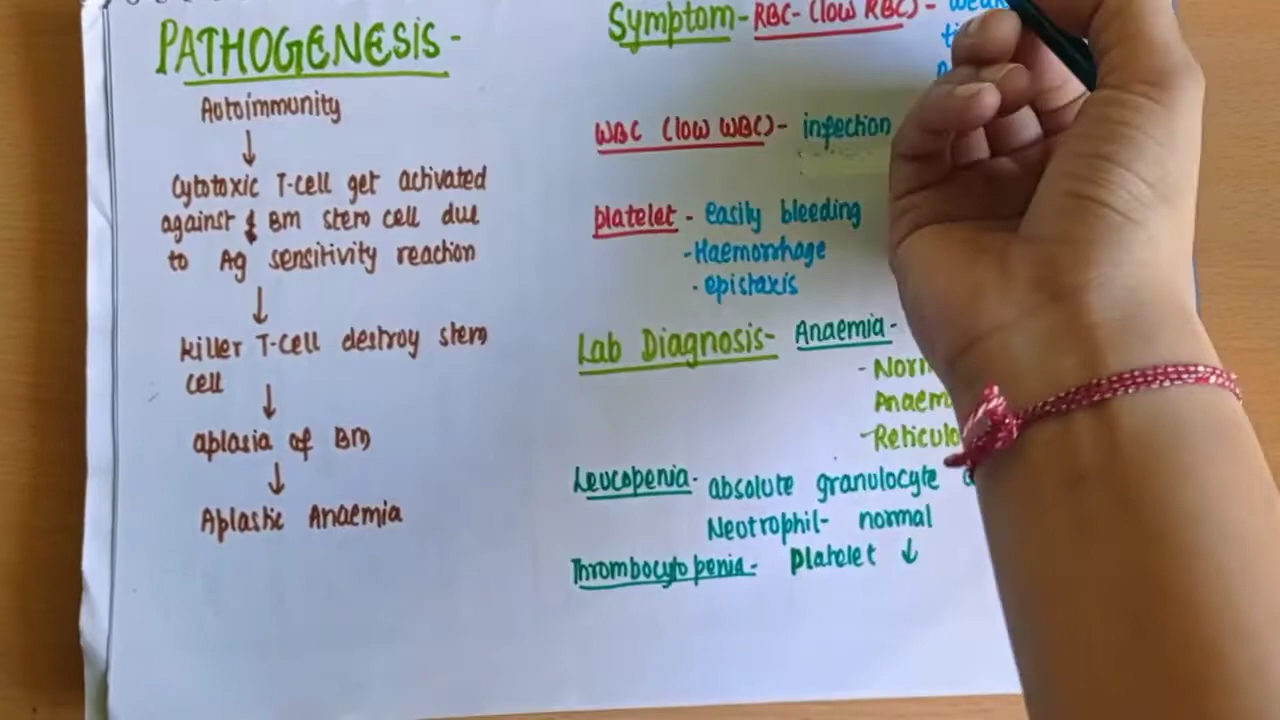 PATHOGENESIS -
Autoimmunity
↓
Cytotoxic T-cell get activated
against BM stem cell due
to Ag sensitivity reaction
↓
Killer T-cell destroy stem
cell
↓
aplasia of BM
↓
Aplastic Anaemia
Symptom- RBC- (low RBC) -
WBC (low WBC)- infection
platelet - easily bleeding
- Haemorrhage
- epistaxis
Lab Diagnosis- Anaemia-
Leucopenia- absolute granulocyte
Neutrophil- normal
Thrombocytopenia- Platelet ↓